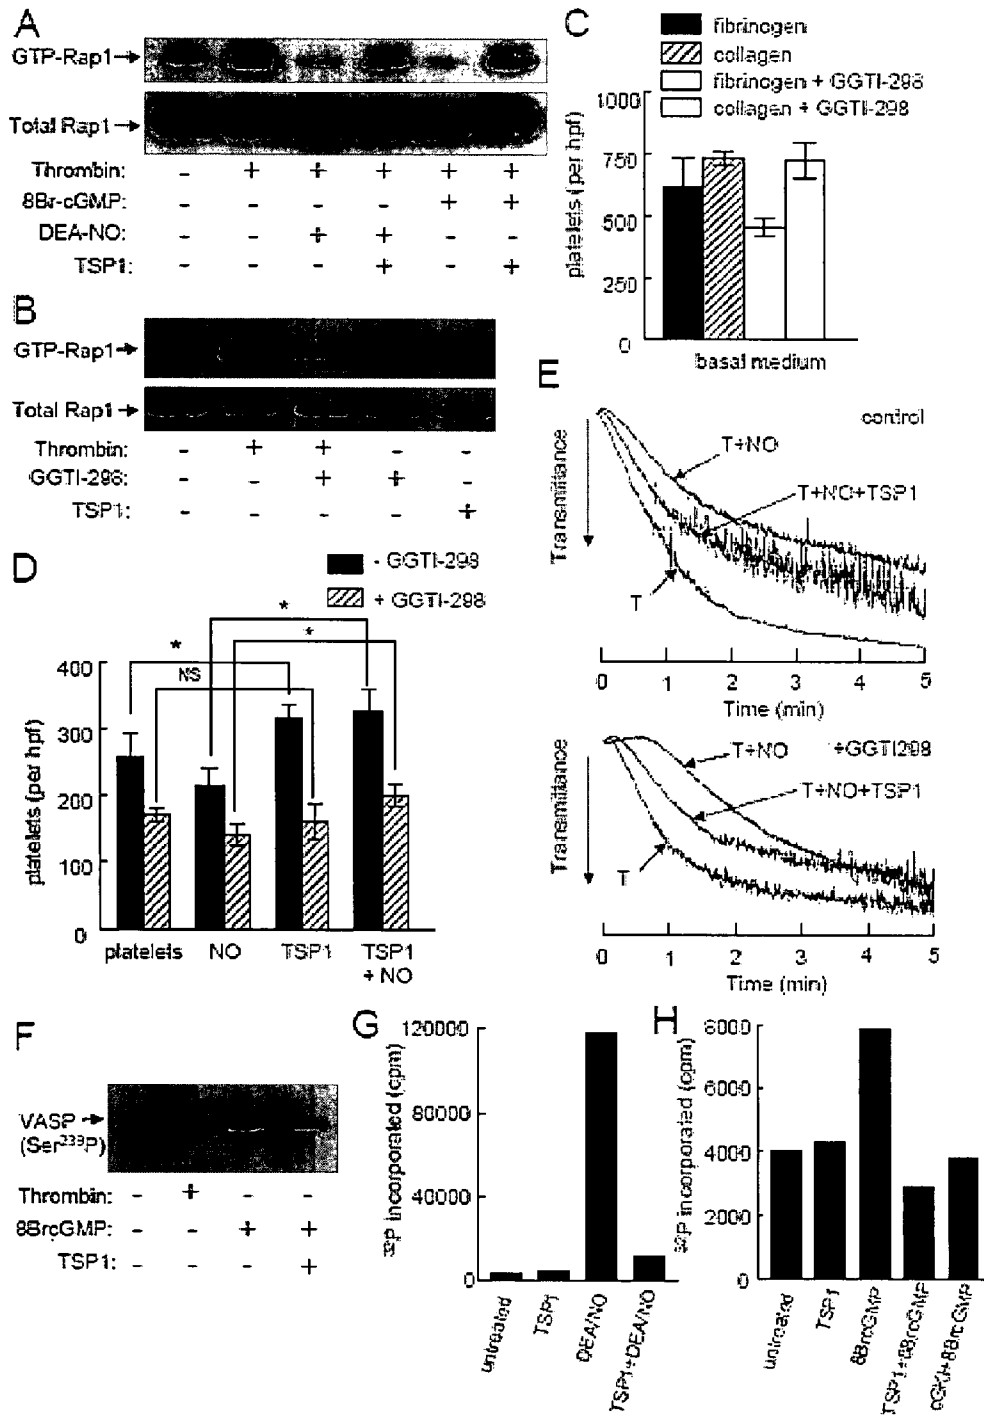 A
GTP-Rap1
Total Rap1
Thrombin: - + + + + +
8Br-cGMP: - - - - + +
DEA-NO: - - + + - -
TSP1: - - - + - +
B
GTP-Rap1
Total Rap1
Thrombin: - + + - -
GGTI-298: - - + + -
TSP1: - - - - +
C
fibrinogen
collagen
fibrinogen + GGTI-298
collagen + GGTI-298
platelets (per hpf)
1000
750
500
250
0
basal medium
D
- GGTI-298
+ GGTI-298
*
*
*
NS
platelets (per hpf)
400
300
200
100
0
platelets NO TSP1 TSP1 + NO
E
control
Transmittance
T+NO
T+NO+TSP1
T
0 1 2 3 4 5
Time (min)
+GGTI298
Transmittance
T+NO
T+NO+TSP1
T
0 1 2 3 4 5
Time (min)
F
VASP
(Ser239P)
Thrombin: - + - -
8BrcGMP: - - + +
TSP1: - - - +
G
32P incorporated (cpm)
120000
80000
40000
0
untreated
TSP1
DEA/NO
TSP1+DEA/NO
H
32P incorporated (cpm)
8000
6000
4000
2000
0
untreated
TSP1
8BrcGMP
TSP1+8BrcGMP
cGKI+8BrcGMP